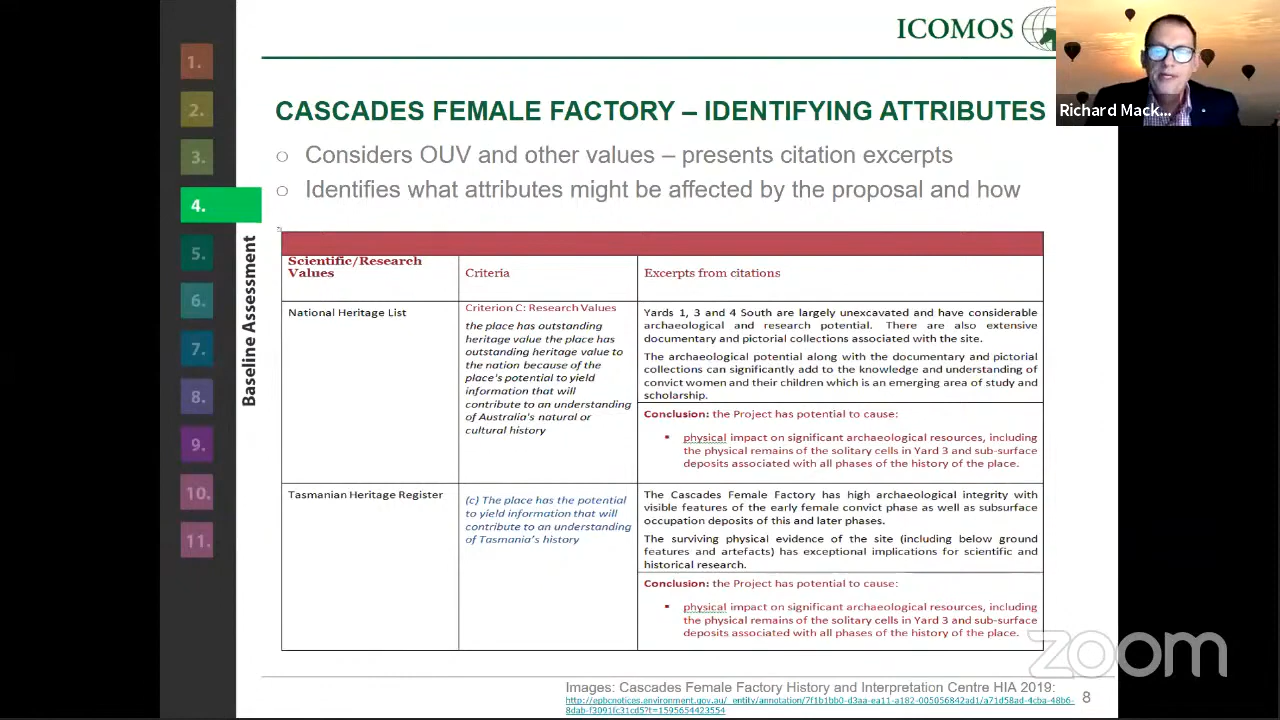 ICOMOS
Richard Mack...
1.
2.
3.
4.
5.
6.
7.
8.
9.
10.
11.
Baseline Assessment
CASCADES FEMALE FACTORY – IDENTIFYING ATTRIBUTES
Considers OUV and other values – presents citation excerpts
Identifies what attributes might be affected by the proposal and how
Scientific/Research
Values
Criteria
Excerpts from citations
National Heritage List
Criterion C: Research Values
the place has outstanding
heritage value the place has
outstanding heritage value to
the nation because of the
place's potential to yield
information that will
contribute to an understanding
of Australia's natural or
cultural history
Yards 1, 3 and 4 South are largely unexcavated and have considerable
archaeological and research potential. There are also extensive
documentary and pictorial collections associated with the site.
The archaeological potential along with the documentary and pictorial
collections can significantly add to the knowledge and understanding of
convict women and their children which is an emerging area of study and
scholarship.
Conclusion: the Project has potential to cause:
physical impact on significant archaeological resources, including
the physical remains of the solitary cells in Yard 3 and sub-surface
deposits associated with all phases of the history of the place.
Tasmanian Heritage Register
(c) The place has the potential
to yield information that will
contribute to an understanding
of Tasmania's history
The Cascades Female Factory has high archaeological integrity with
visible features of the early female convict phase as well as subsurface
occupation deposits of this and later phases.
The surviving physical evidence of the site (including below ground
features and artefacts) has exceptional implications for scientific and
historical research.
Conclusion: the Project has potential to cause:
physical impact on significant archaeological resources, including
the physical remains of the solitary cells in Yard 3 and sub-surface
deposits associated with all phases of the history of the place.
zoom
Images: Cascades Female Factory History and Interpretation Centre HIA 2019:
http://epbcnotices.environment.gov.au/_entity/annotation/7f1b1bb0-d3aa-ea11-a182-005056842ad1/a71d58ad-4cba-48b6-
8dab-f3091fc31cd5?t=1595654423554
8